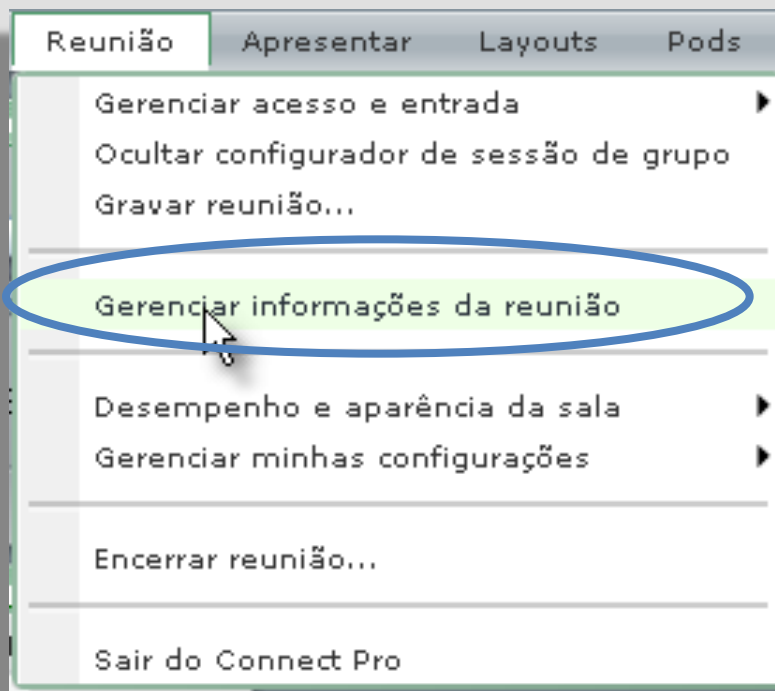 Reunião Apresentar Layouts Pods
Gerenciar acesso e entrada
Ocultar configurador de sessão de grupo
Gravar reunião...
Gerenciar informações da reunião
Desempenho e aparência da sala
Gerenciar minhas configurações
Encerrar reunião...
Sair do Connect Pro